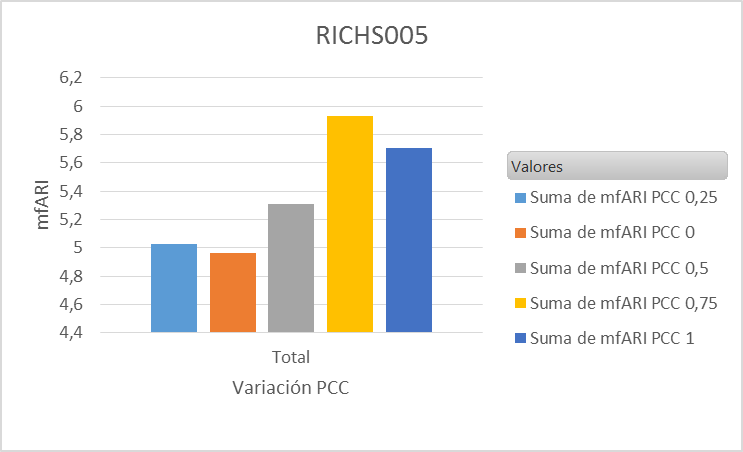 RICHS005
mfARI
6,2
6
5,8
5,6
5,4
5,2
5
4,8
4,6
4,4
Total
Variación PCC
Valores
Suma de mfARI PCC 0,25
Suma de mfARI PCC 0
Suma de mfARI PCC 0,5
Suma de mfARI PCC 0,75
Suma de mfARI PCC 1